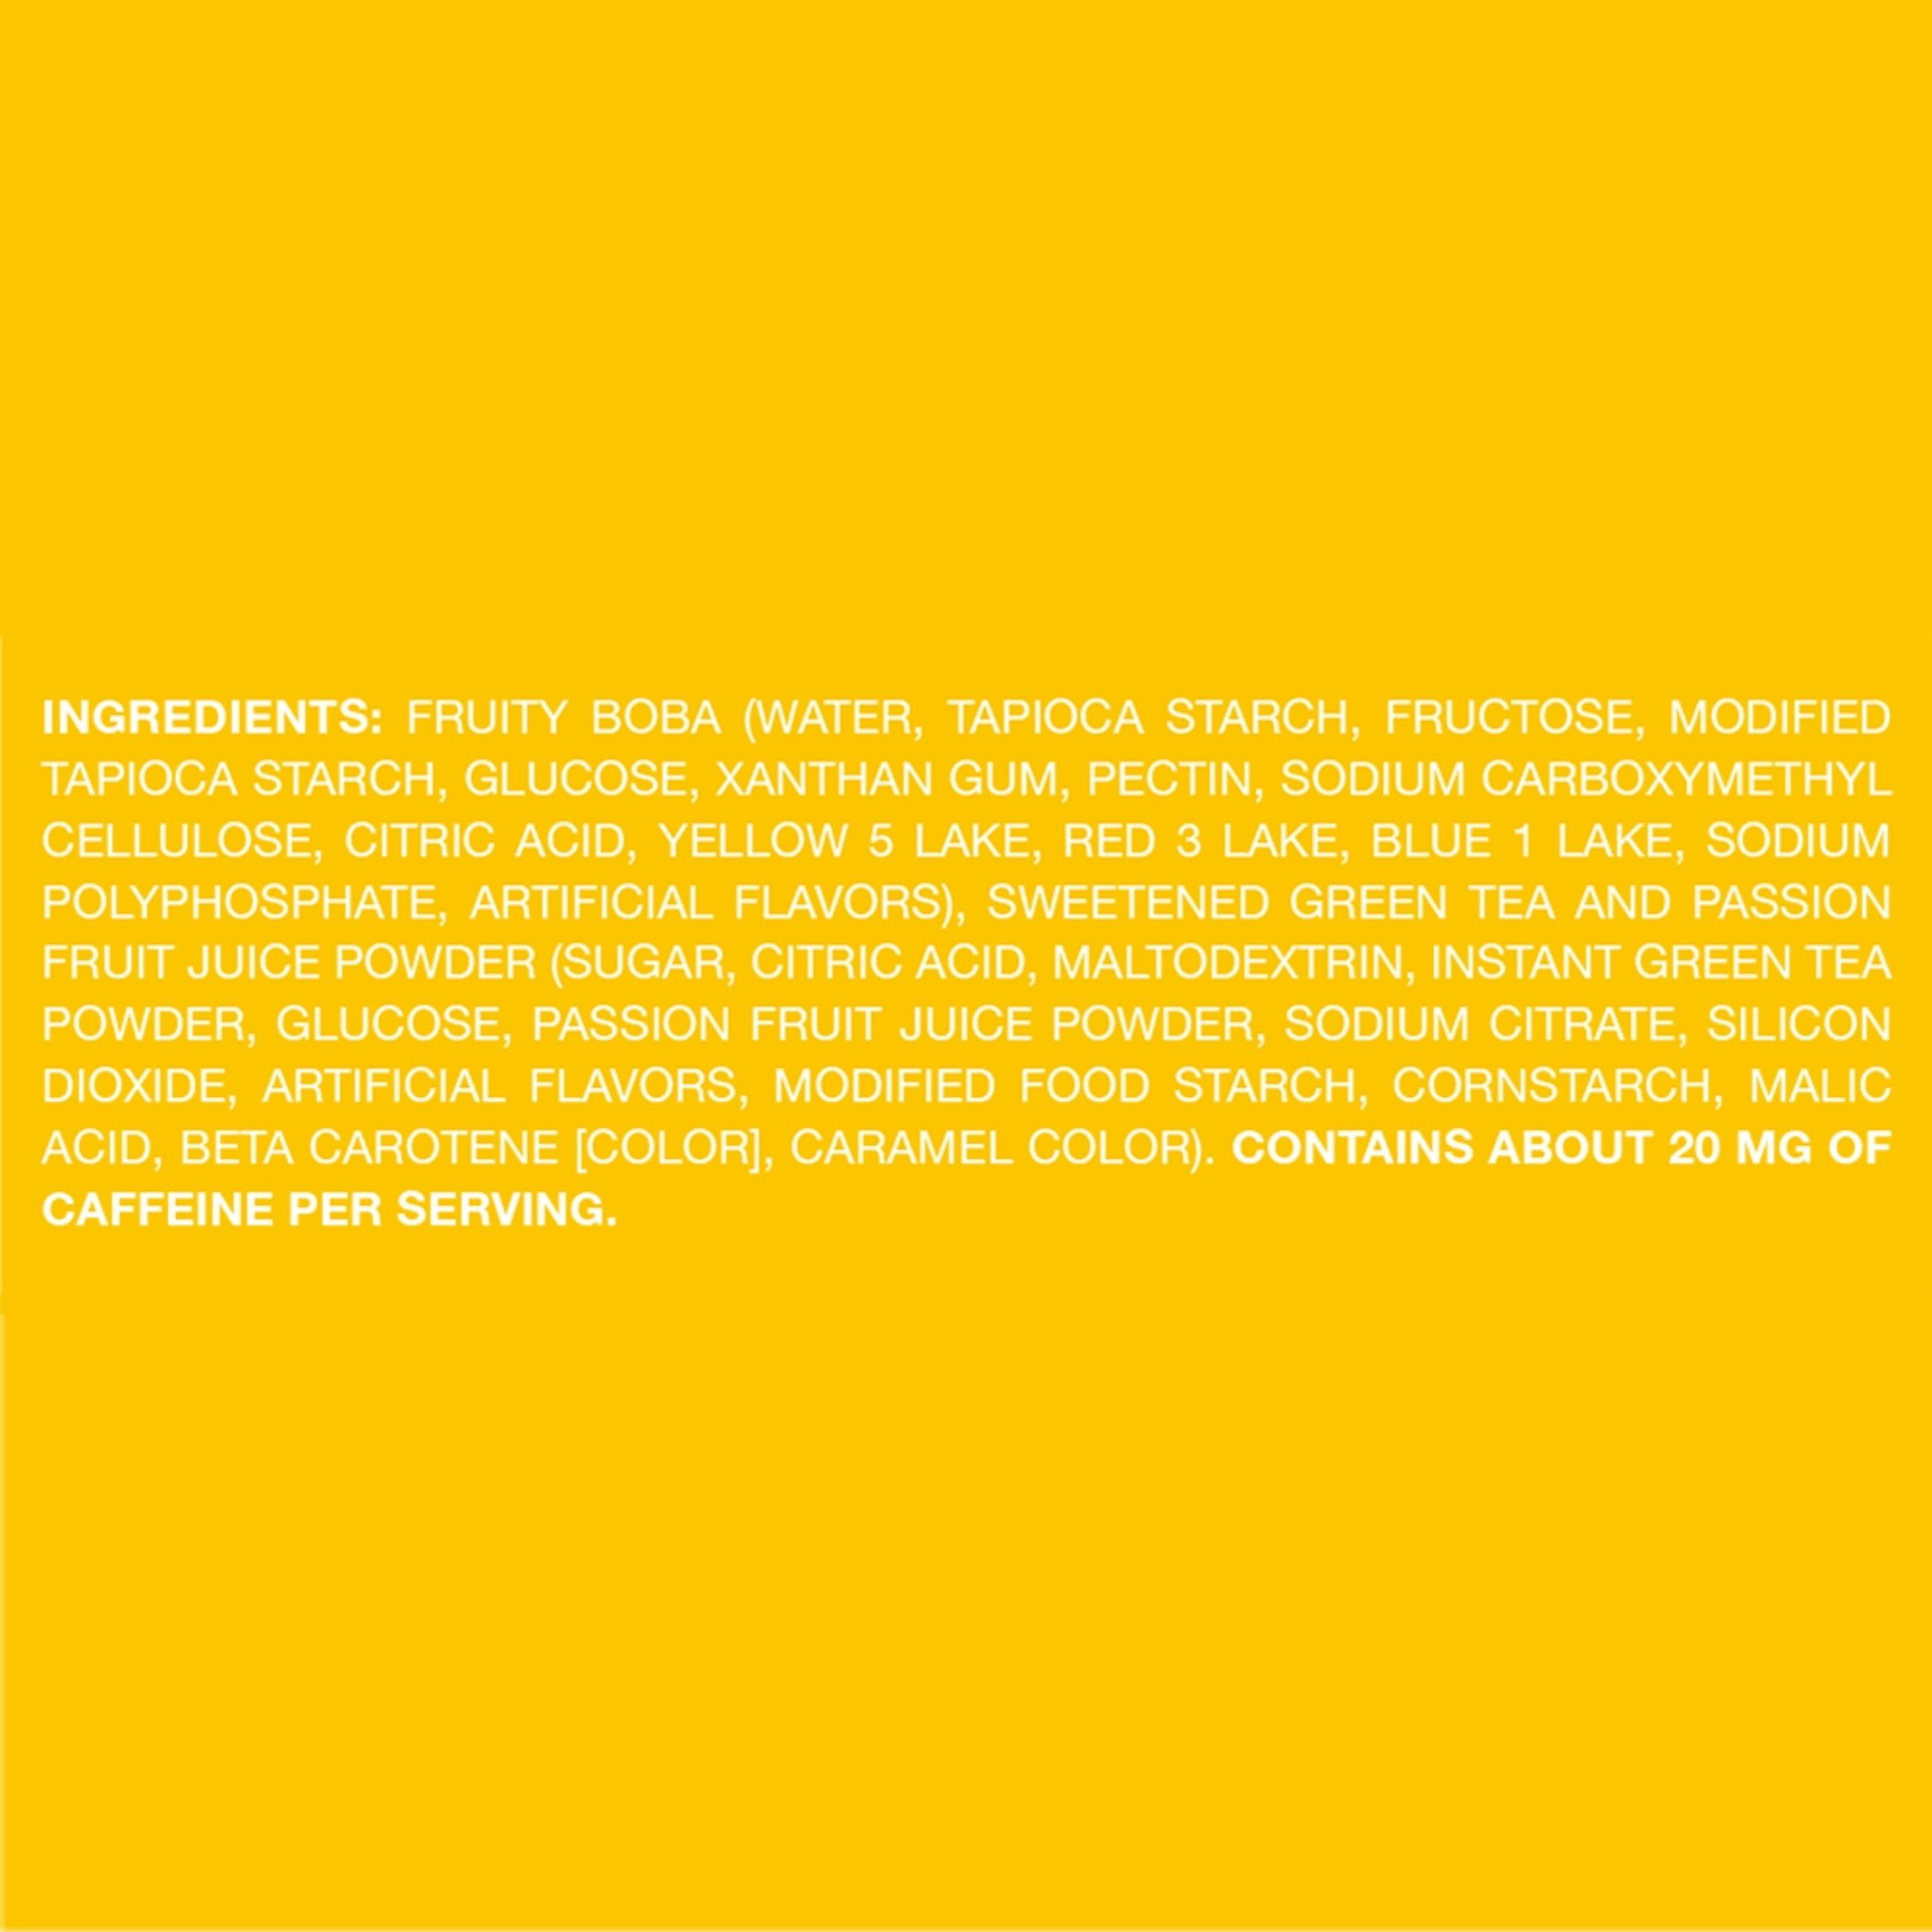 INGREDIENTS: FRUITY BOBA (WATER, TAPIOCA STARCH, FRUCTOSE, MODIFIED
TAPIOCA STARCH, GLUCOSE, XANTHAN GUM, PECTIN, SODIUM CARBOXYMETHYL
CELLULOSE, CITRIC ACID, YELLOW 5 LAKE, RED 3 LAKE, BLUE 1 LAKE, SODIUM
POLYPHOSPHATE, ARTIFICIAL FLAVORS), SWEETENED GREEN TEA AND PASSION
FRUIT JUICE POWDER (SUGAR, CITRIC ACID, MALTODEXTRIN, INSTANT GREEN TEA
POWDER, GLUCOSE, PASSION FRUIT JUICE POWDER, SODIUM CITRATE, SILICON
DIOXIDE, ARTIFICIAL FLAVORS, MODIFIED FOOD STARCH, CORNSTARCH, MALIC
ACID, BETA CAROTENE [COLOR], CARAMEL COLOR). CONTAINS ABOUT 20 MG OF
CAFFEINE PER SERVING.